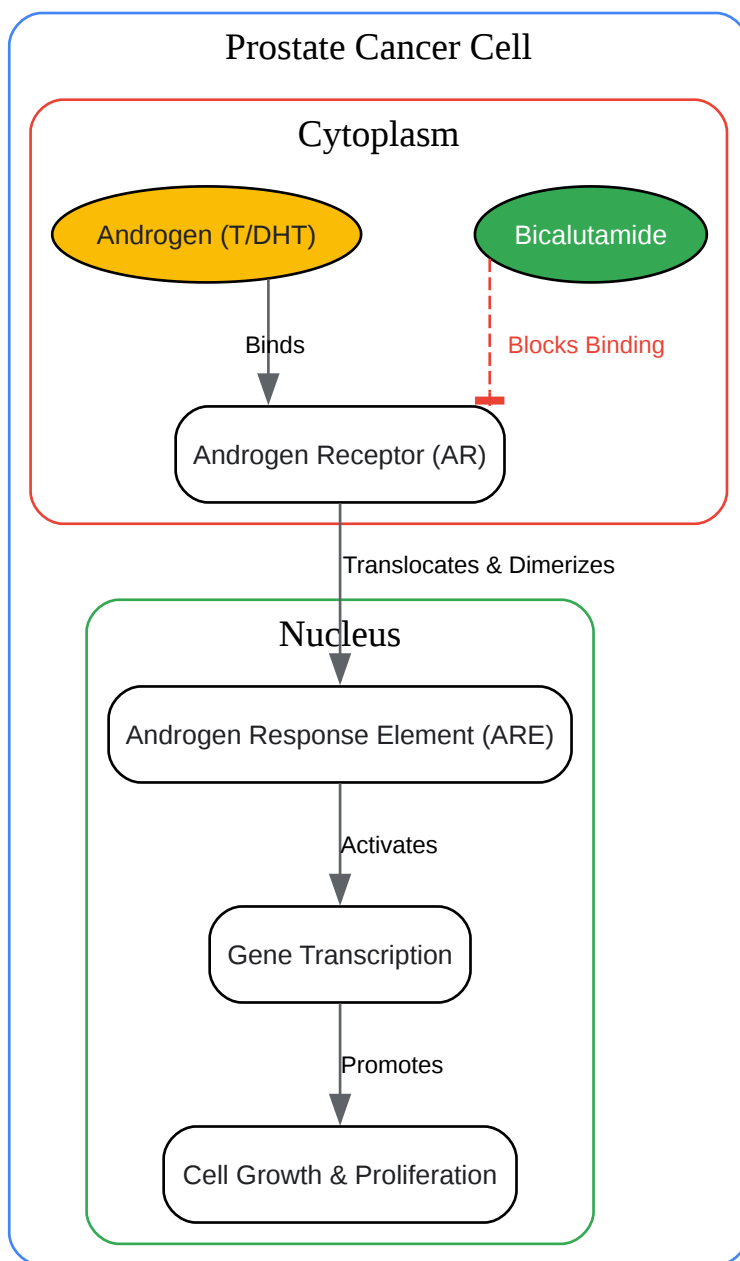 Prostate Cancer Cell
Cytoplasm
Androgen (T/DHT)
Bicalutamide
Binds
Blocks Binding
Androgen Receptor (AR)
Translocates & Dimerizes
Nucleus
Androgen Response Element (ARE)
Activates
Gene Transcription
Promotes
Cell Growth & Proliferation